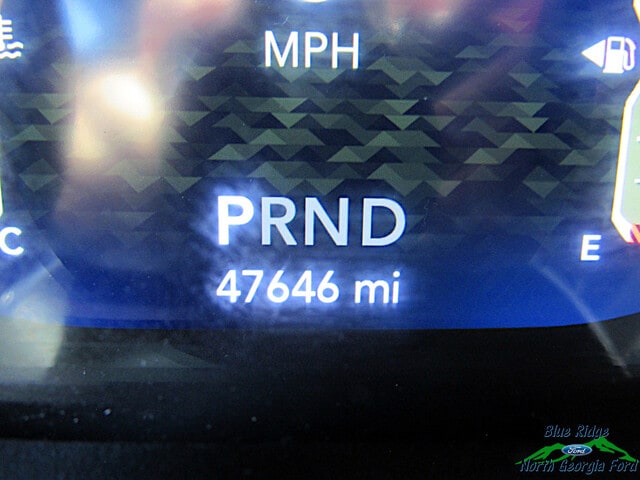 MPH
PRND
47646 mi
C
E
Blue Ridge
Ford
North Georgia Ford